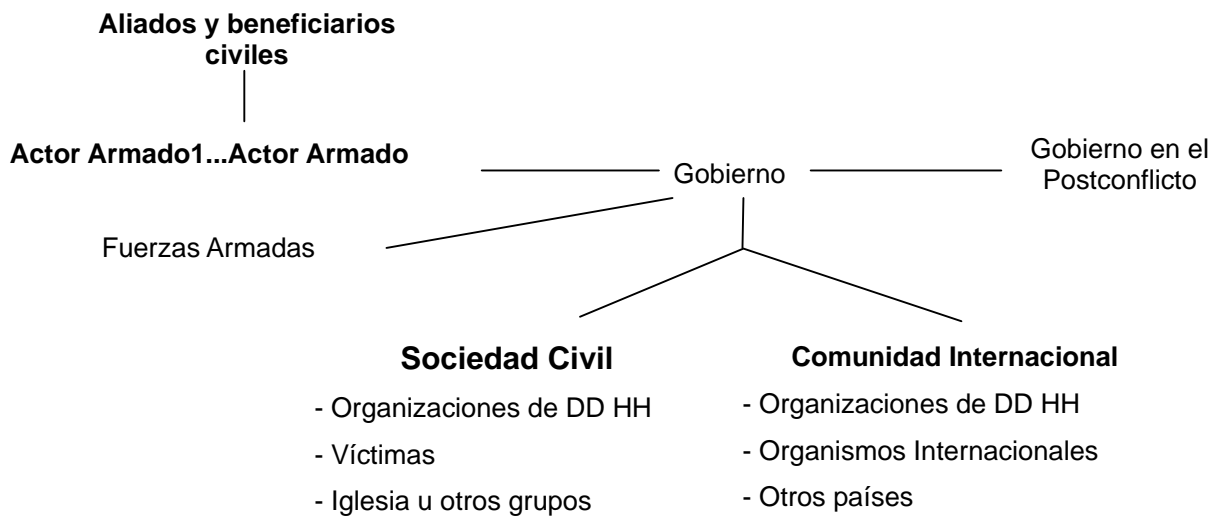 Aliados y beneficiarios
civiles
Actor Armado1...Actor Armado
Gobierno
Gobierno en el
Postconflicto
Fuerzas Armadas
Sociedad Civil
- Organizaciones de DD HH
- Víctimas
- Iglesia u otros grupos
Comunidad Internacional
- Organizaciones de DD HH
- Organismos Internacionales
- Otros países